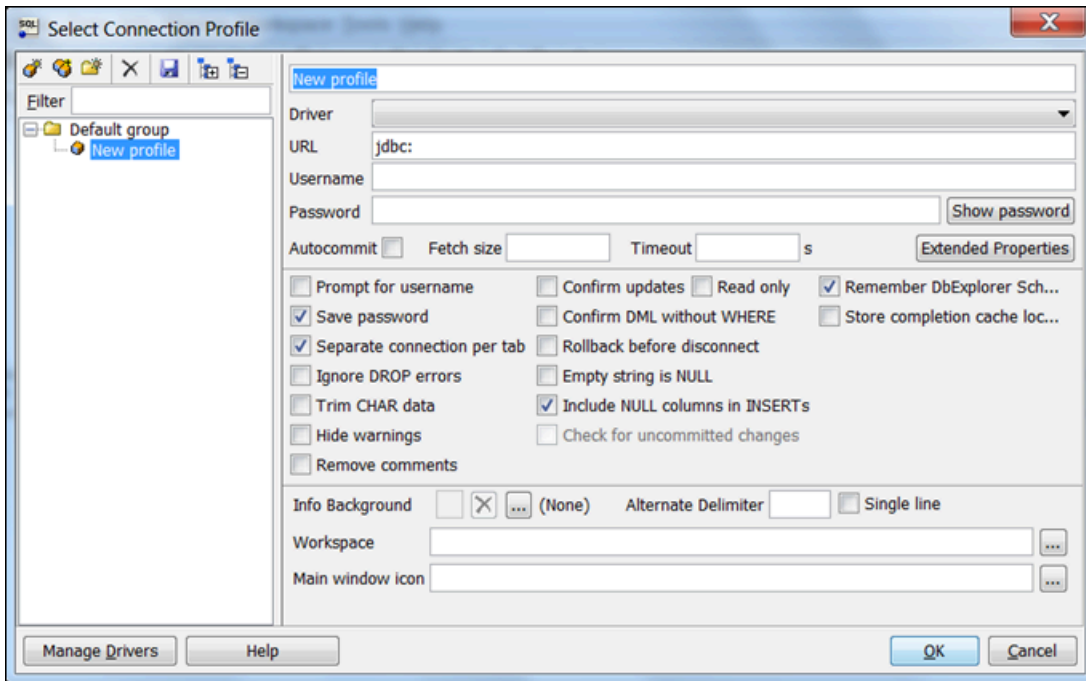 SQL Select Connection Profile
Filter
Default group
New profile
New profile
Driver
URL jdbc:
Username
Password Show password
Autocommit Fetch size Timeout s Extended Properties
Prompt for username Confirm updates Read only Remember DbExplorer Sch...
Save password Confirm DML without WHERE Store completion cache loc...
Separate connection per tab Rollback before disconnect
Ignore DROP errors Empty string is NULL
Trim CHAR data Include NULL columns in INSERTs
Hide warnings Check for uncommitted changes
Remove comments
Info Background ... (None) Alternate Delimiter Single line
Workspace ...
Main window icon ...
Manage Drivers Help OK Cancel